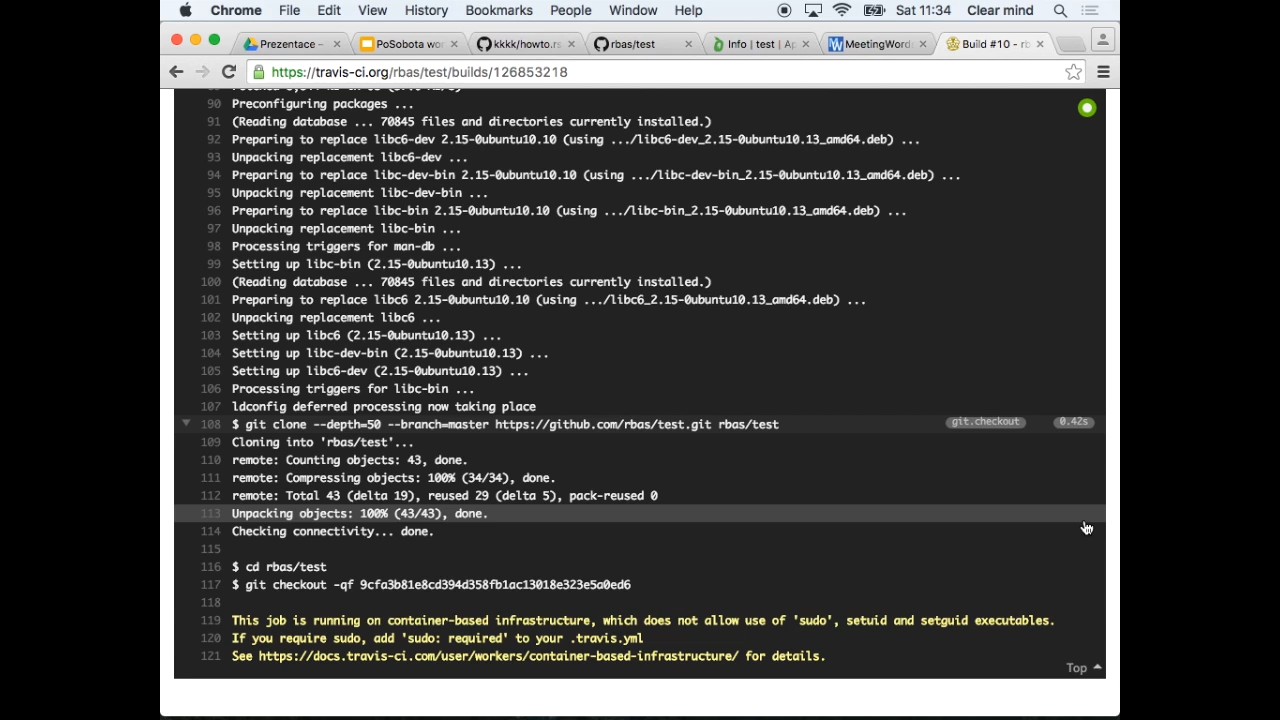 Chrome File Edit View History Bookmarks People Window Help Sat 11:34 Clear mind
Prezentace – PoSobota wo kkkk/howto.rs rbas/test Info | test | Ap MeetingWords Build #10 - rb
https://travis-ci.org/rbas/test/builds/126853218
90 Preconfiguring packages ...
91 (Reading database ... 70845 files and directories currently installed.)
92 Preparing to replace libc6-dev 2.15-0ubuntu10.10 (using .../libc6-dev_2.15-0ubuntu10.13_amd64.deb) ...
93 Unpacking replacement libc6-dev ...
94 Preparing to replace libc-dev-bin 2.15-0ubuntu10.10 (using .../libc-dev-bin_2.15-0ubuntu10.13_amd64.deb) ...
95 Unpacking replacement libc-dev-bin ...
96 Preparing to replace libc-bin 2.15-0ubuntu10.10 (using .../libc-bin_2.15-0ubuntu10.13_amd64.deb) ...
97 Unpacking replacement libc-bin ...
98 Processing triggers for man-db ...
99 Setting up libc-bin (2.15-0ubuntu10.13) ...
100 (Reading database ... 70845 files and directories currently installed.)
101 Preparing to replace libc6 2.15-0ubuntu10.10 (using .../libc6_2.15-0ubuntu10.13_amd64.deb) ...
102 Unpacking replacement libc6 ...
103 Setting up libc6 (2.15-0ubuntu10.13) ...
104 Setting up libc-dev-bin (2.15-0ubuntu10.13) ...
105 Setting up libc6-dev (2.15-0ubuntu10.13) ...
106 Processing triggers for libc-bin ...
107 ldconfig deferred processing now taking place
108 $ git clone --depth=50 --branch=master https://github.com/rbas/test.git rbas/test git.checkout 0.42s
109 Cloning into 'rbas/test'...
110 remote: Counting objects: 43, done.
111 remote: Compressing objects: 100% (34/34), done.
112 remote: Total 43 (delta 19), reused 29 (delta 5), pack-reused 0
113 Unpacking objects: 100% (43/43), done.
114 Checking connectivity... done.
115
116 $ cd rbas/test
117 $ git checkout -qf 9cfa3b81e8cd394d358fb1ac13018e323e5a0ed6
118
119 This job is running on container-based infrastructure, which does not allow use of 'sudo', setuid and setguid executables.
120 If you require sudo, add 'sudo: required' to your .travis.yml
121 See https://docs.travis-ci.com/user/workers/container-based-infrastructure/ for details.
Top